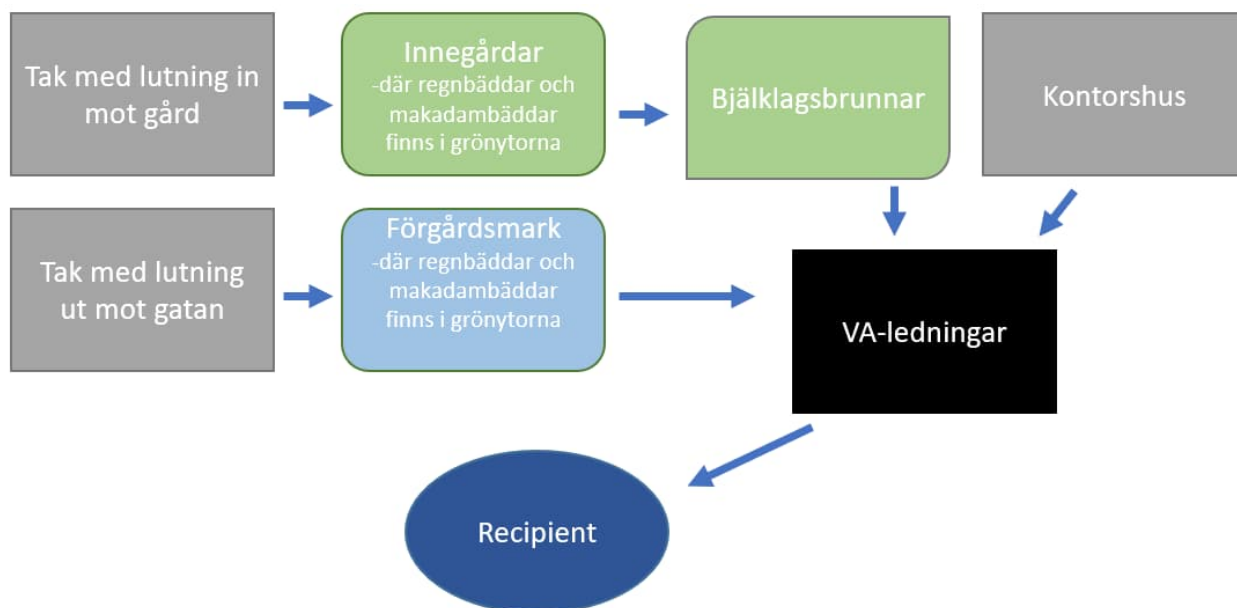 Tak med lutning in
mot gård
Innegårdar
-där regnbäddar och
makadambäddar
finns i grönytorna
Bjälklagsbrunnar
Kontorshus
Tak med lutning
ut mot gatan
Förgårdsmark
-där regnbäddar och
makadambäddar
finns i grönytorna
VA-ledningar
Recipient